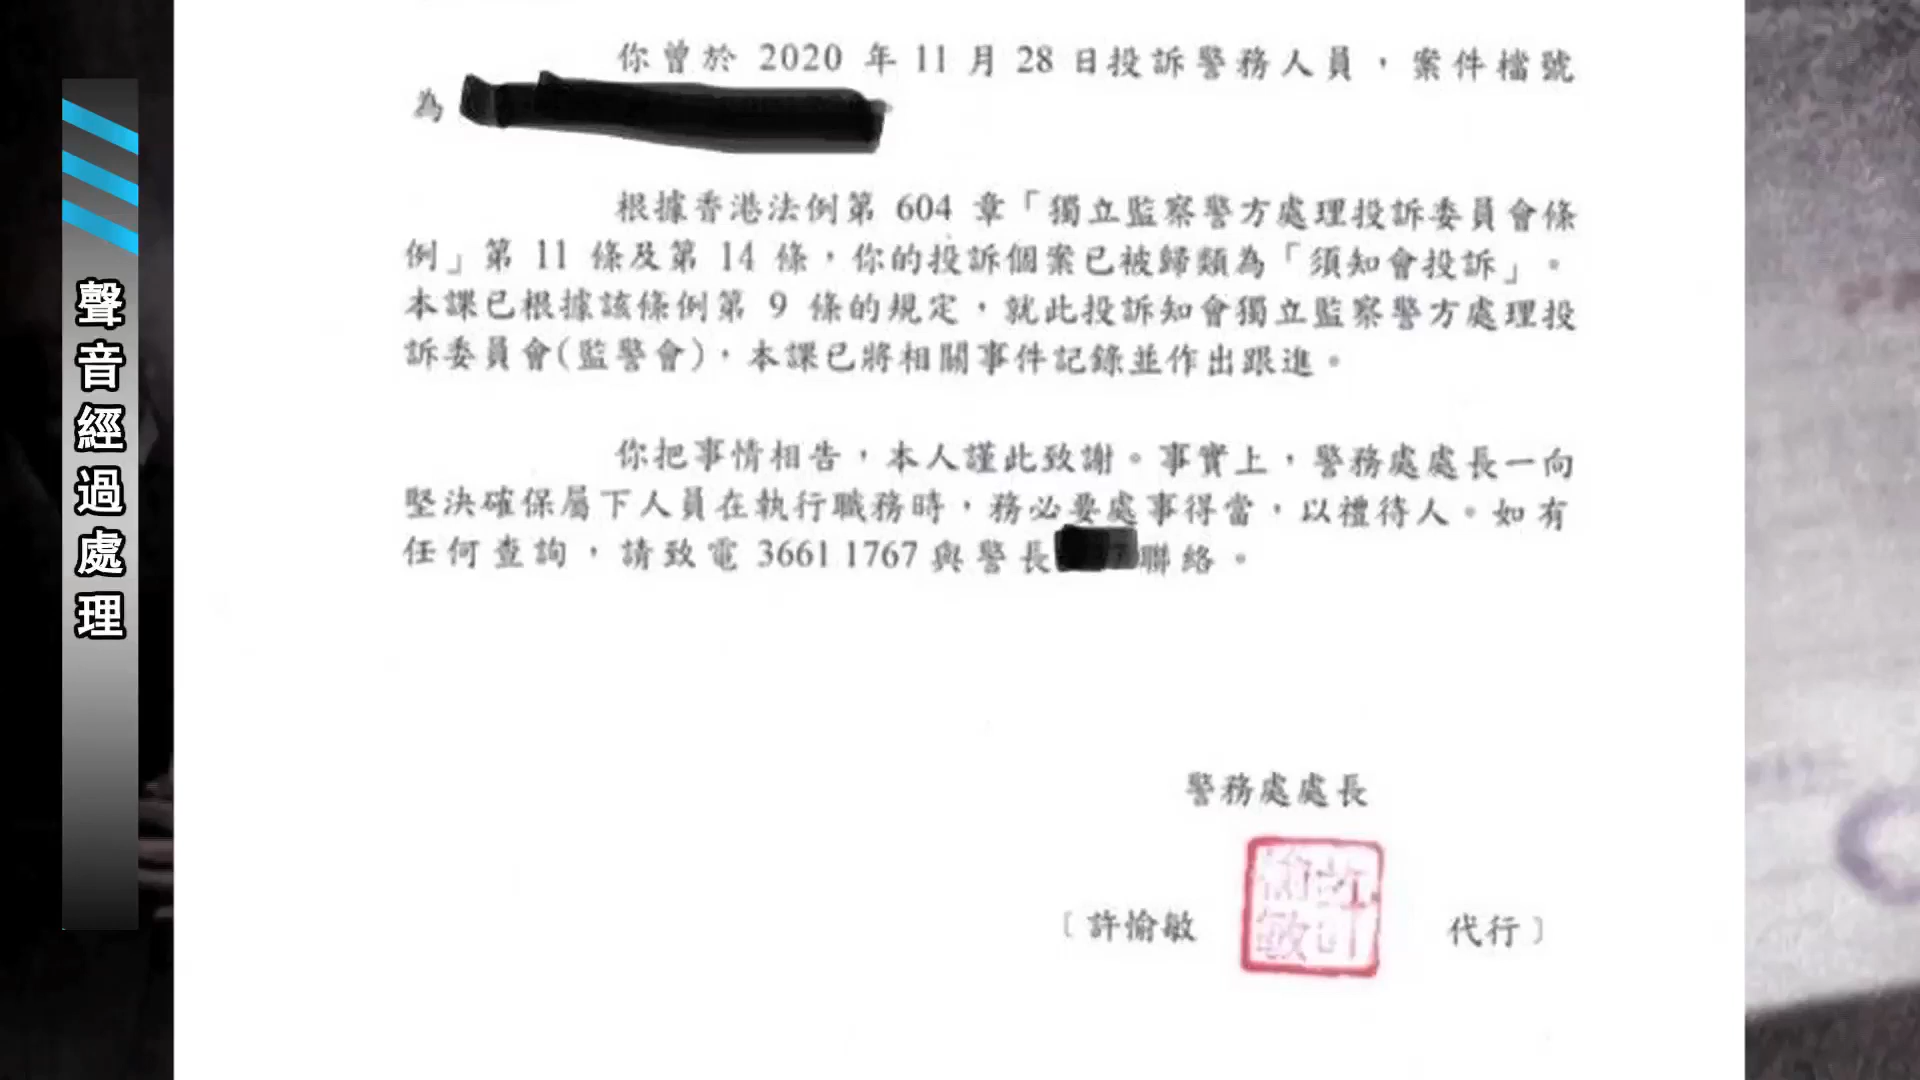 聲音經過處理
你曾於 2020 年 11 月 28 日投訴警務人員，案件檔號
為
根據香港法例第 604 章「獨立監察警方處理投訴委員會條
例」第 11 條及第 14 條，你的投訴個案已被歸類為「須知會投訴」。
本課已根據該條例第 9 條的規定，就此投訴知會獨立監察警方處理投
訴委員會(監警會)，本課已將相關事件記錄並作出跟進。
你把事情相告，本人謹此致謝。事實上，警務處處長一向
堅決確保屬下人員在執行職務時，務必要處事得當，以禮待人。如有
任何查詢，請致電 3661 1767 與警長 聯絡。
警務處處長
〔許愉敏 代行〕
許愉敏